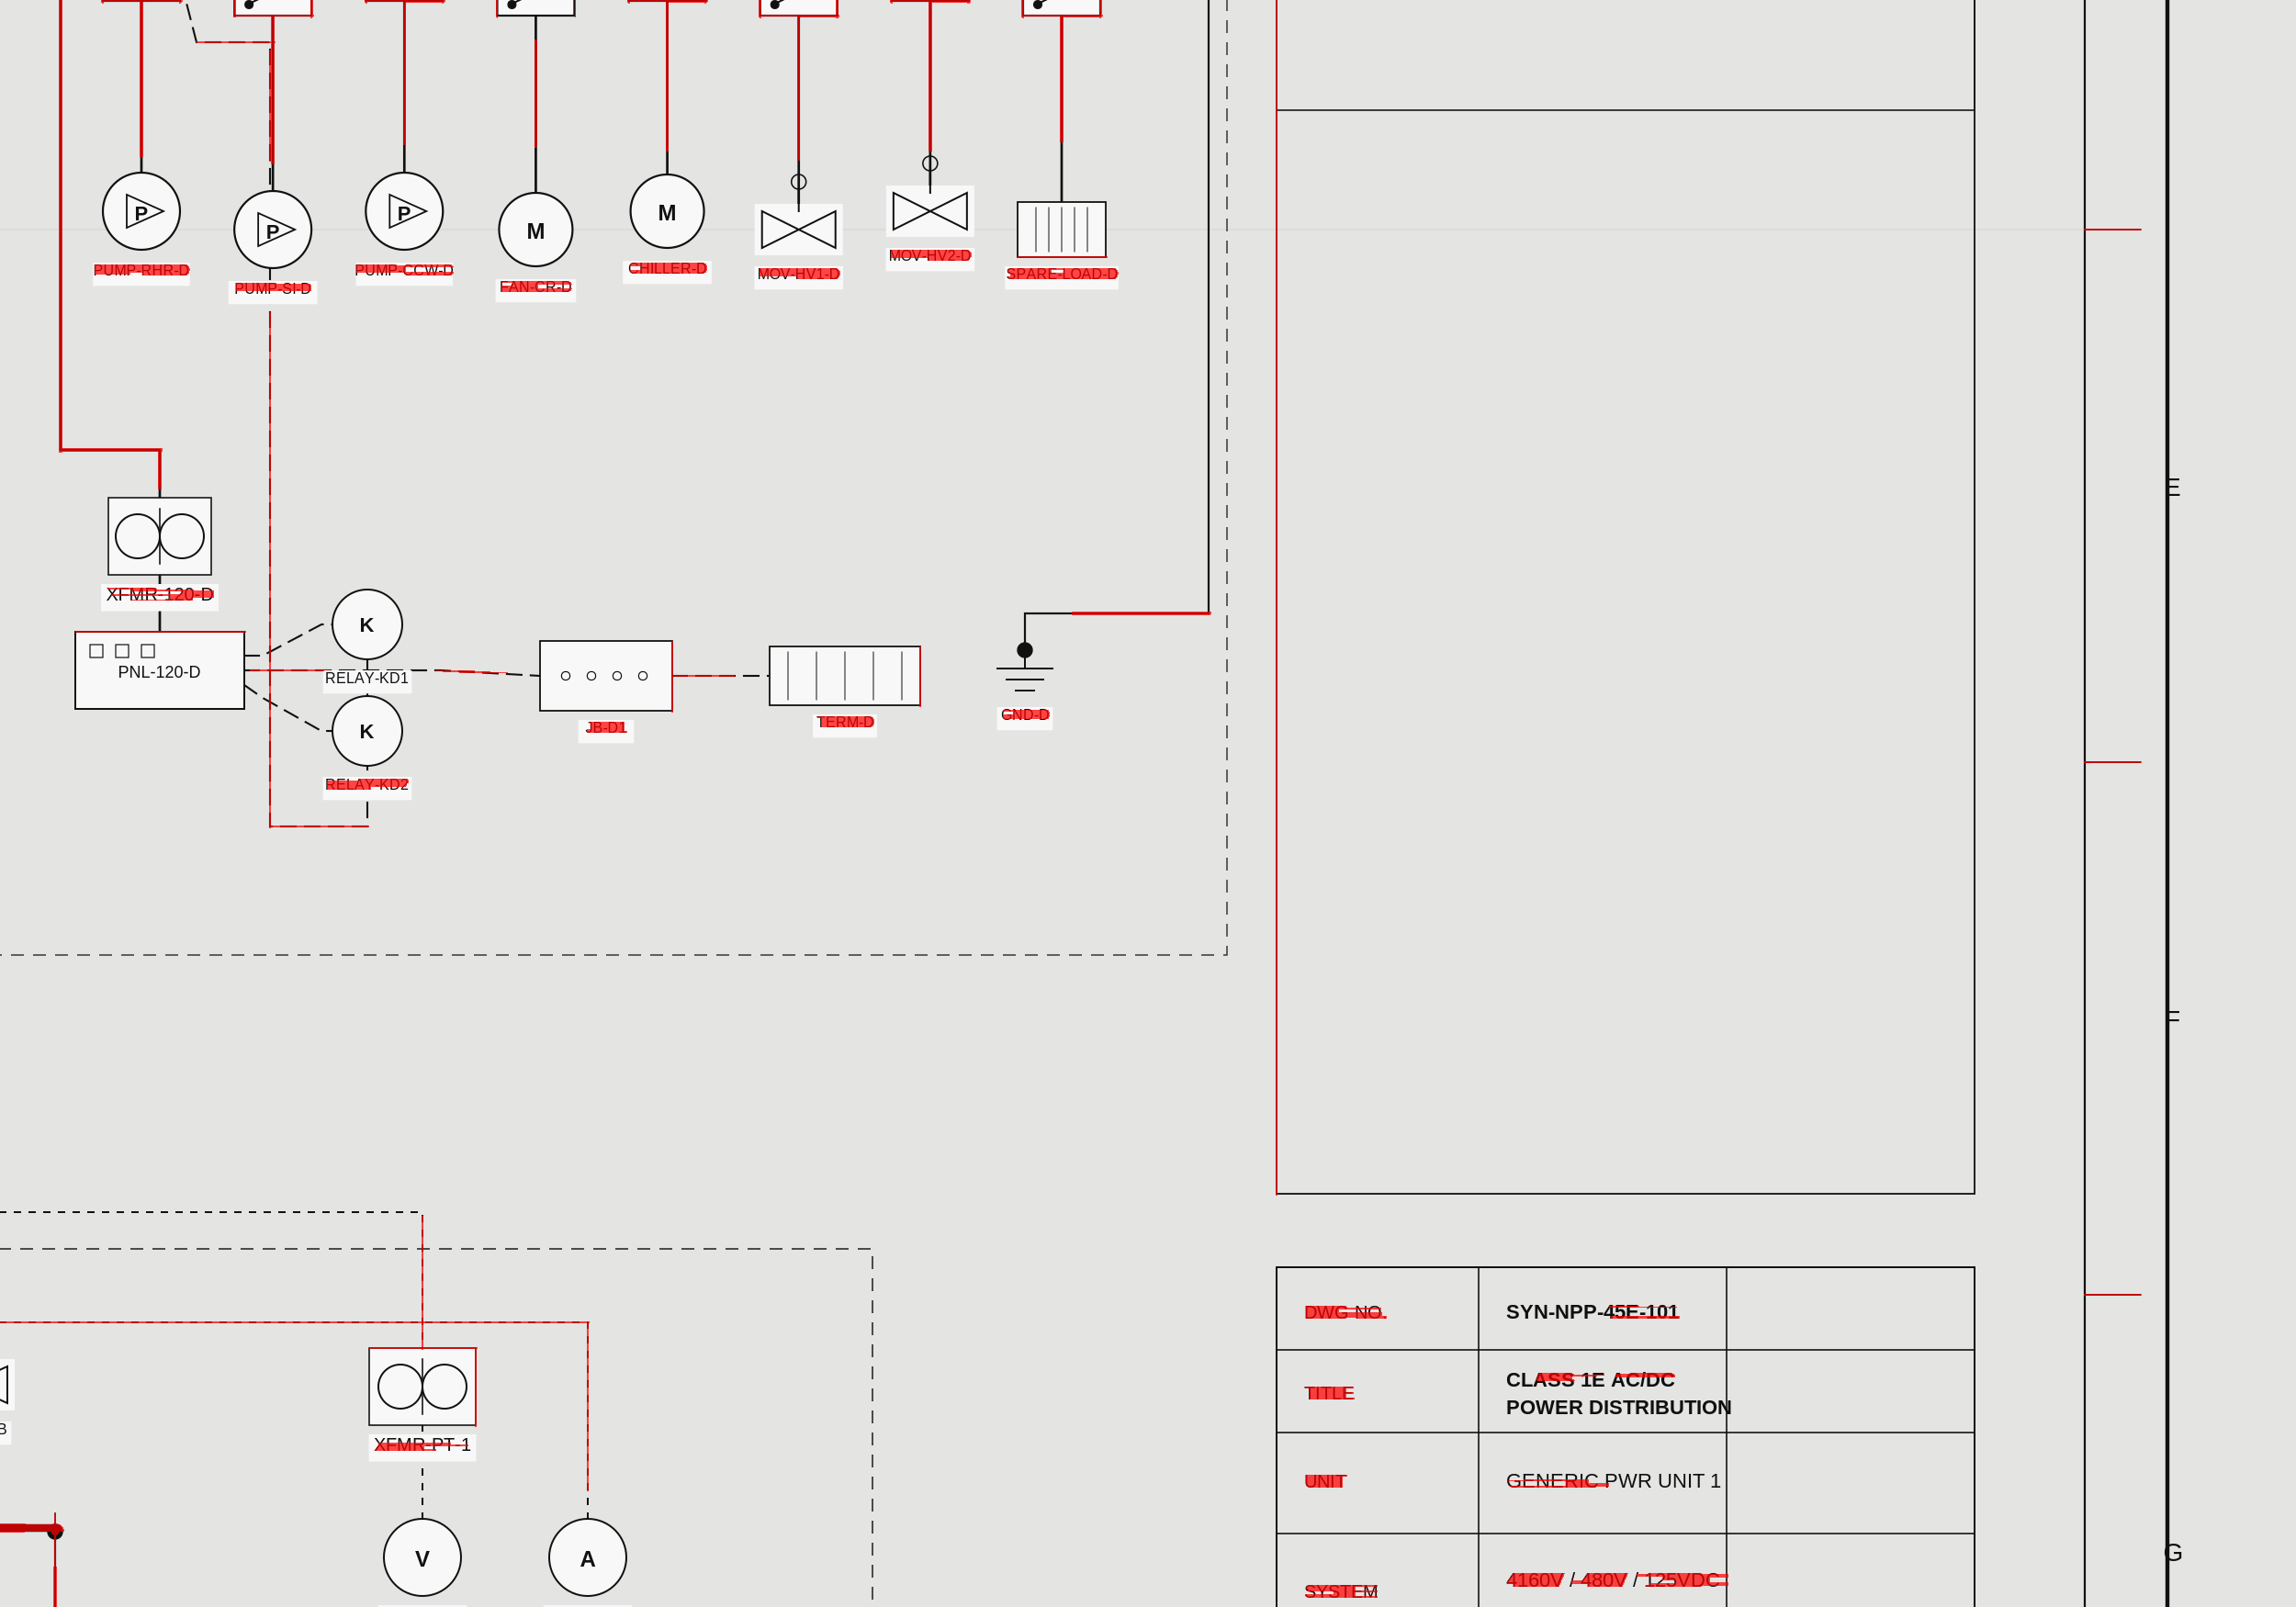 P
P
P
M
M
PUMP-RHR-D
PUMP-SI-D
PUMP-CCW-D
FAN-CR-D
CHILLER-D
MOV-HV1-D
MOV-HV2-D
SPARE-LOAD-D
XFMR-120-D
PNL-120-D
K
RELAY-KD1
K
RELAY-KD2
JB-D1
TERM-D
GND-D
E
F
B
XFMR-PT-1
V
A
DWG NO. SYN-NPP-45E-101
TITLE CLASS 1E AC/DC
POWER DISTRIBUTION
UNIT GENERIC PWR UNIT 1
SYSTEM 4160V / 480V / 125VDC
G